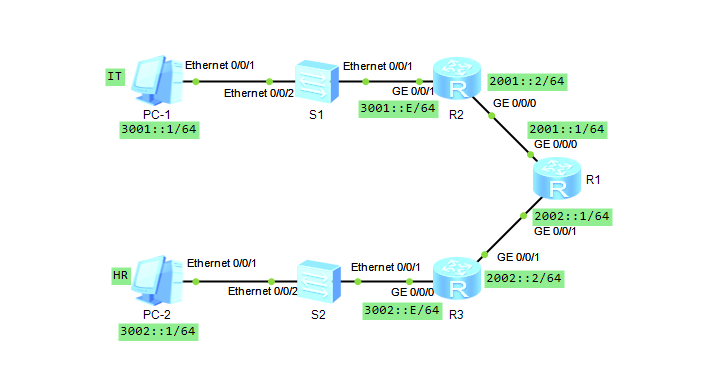 IT
Ethernet 0/0/1
Ethernet 0/0/2
PC-1
3001::1/64
S1
Ethernet 0/0/1
GE 0/0/1
3001::E/64
R2
2001::2/64
GE 0/0/0
2001::1/64
GE 0/0/0
R
R
R1
2002::1/64
GE 0/0/1
HR
Ethernet 0/0/1
Ethernet 0/0/2
PC-2
3002::1/64
S2
Ethernet 0/0/1
GE 0/0/0
3002::E/64
R
R3
GE 0/0/1
2002::2/64